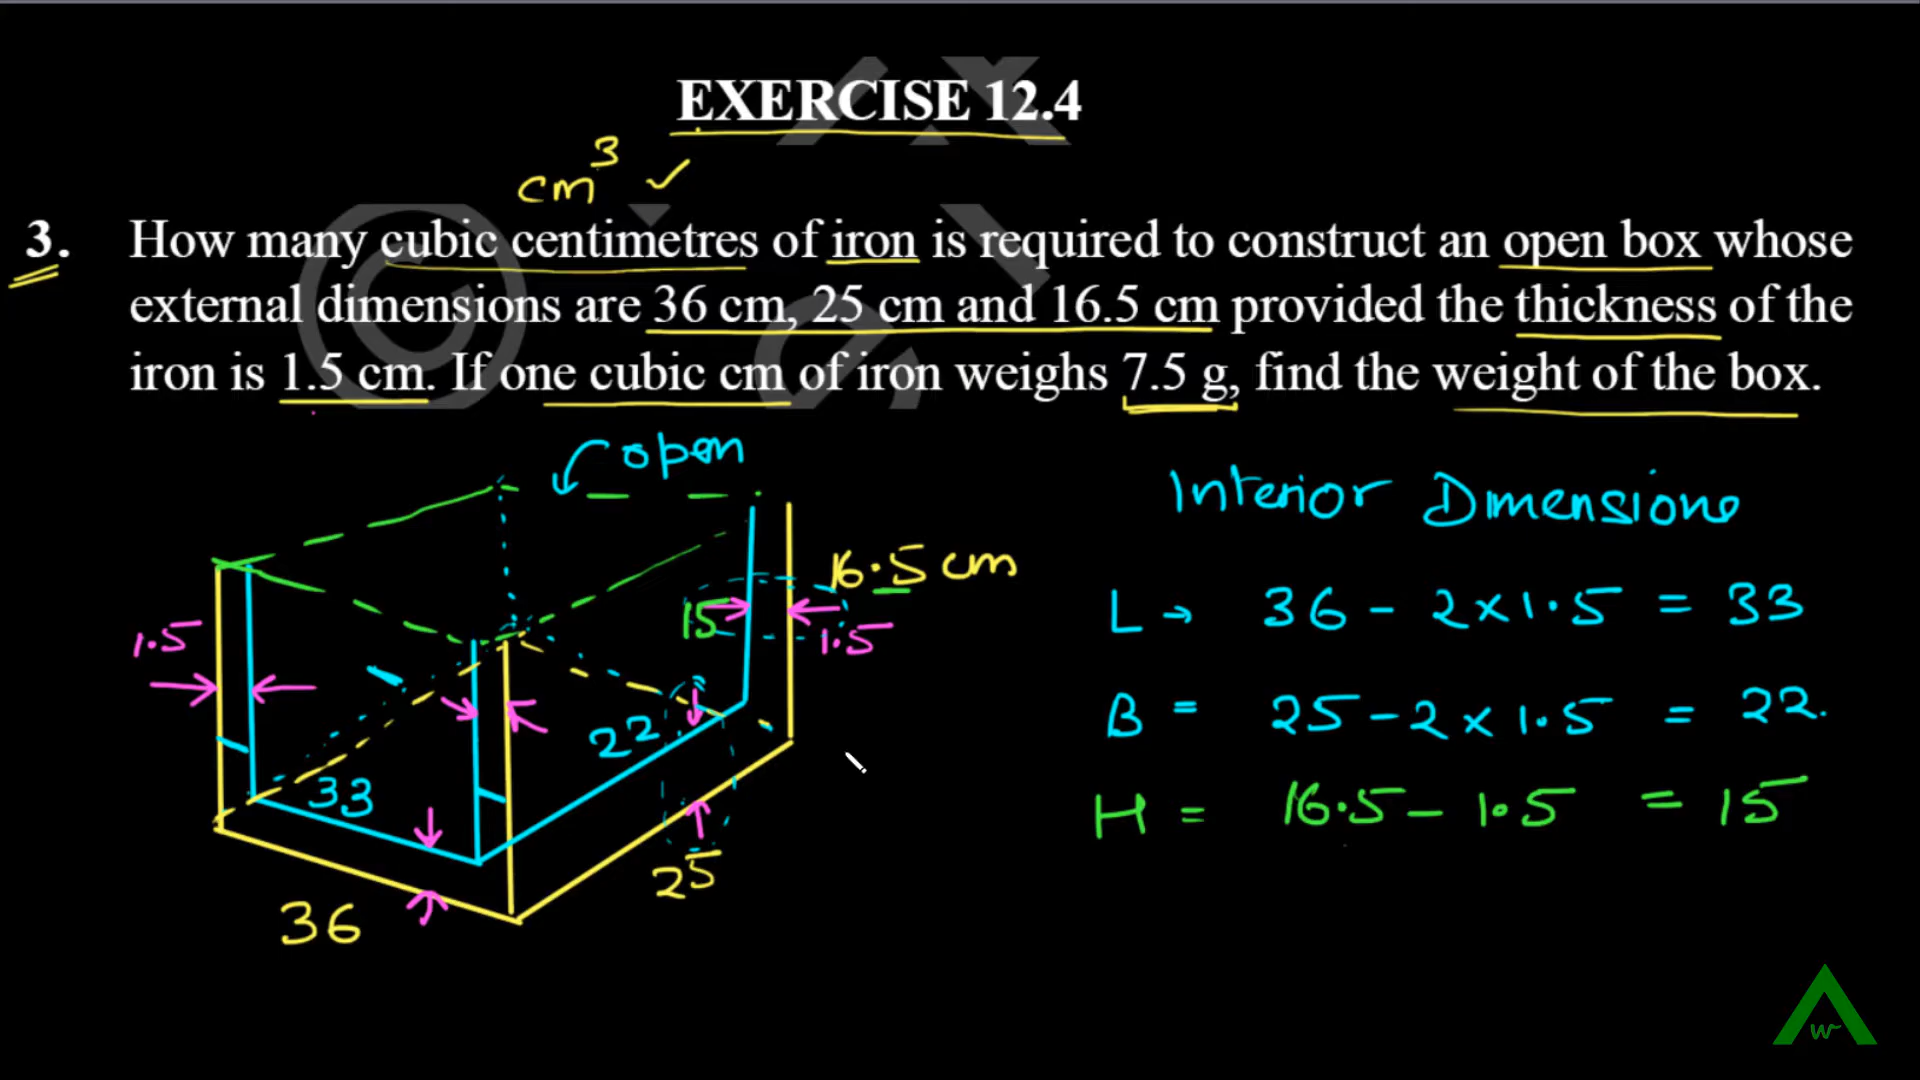 EXERCISE 12.4
cm³ ✓
3. How many cubic centimetres of iron is required to construct an open box whose
external dimensions are 36 cm, 25 cm and 16.5 cm provided the thickness of the
iron is 1.5 cm. If one cubic cm of iron weighs 7.5 g, find the weight of the box.
open
Interior Dimensions
16.5 cm
1.5
15
1.5
L → 36 - 2 x 1.5 = 33
22
B = 25 - 2 x 1.5 = 22.
33
H = 16.5 - 1.5 = 15
25
36
w